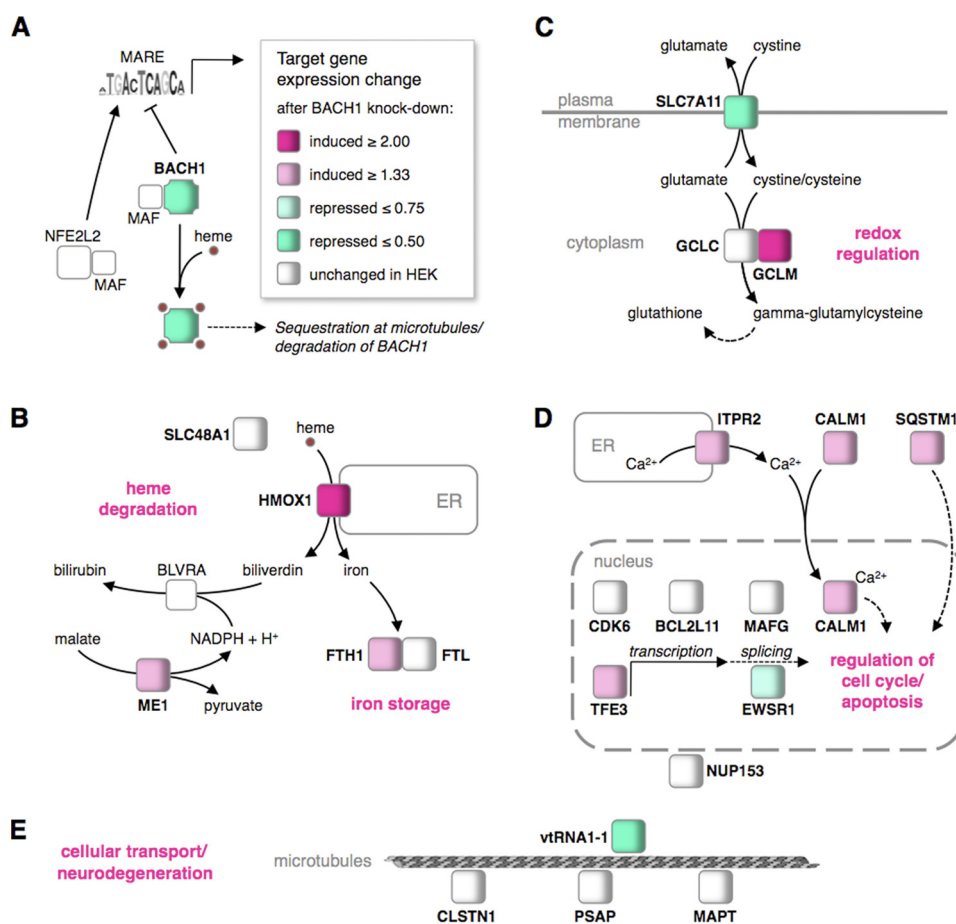 A
MARE
TGACTCAGCA
BACH1
MAF
NFE2L2
MAF
heme
Sequestration at microtubules/
degradation of BACH1
Target gene
expression change
after BACH1 knock-down:
induced ≥ 2.00
induced ≥ 1.33
repressed ≤ 0.75
repressed ≤ 0.50
unchanged in HEK
C
glutamate
cystine
SLC7A11
plasma
membrane
glutamate
cystine/cysteine
cytoplasm
GCLC
GCLM
redox
regulation
glutathione
gamma-glutamylcysteine
B
SLC48A1
heme
heme
degradation
HMOX1
ER
bilirubin
BLVRA
biliverdin
iron
malate
NADPH + H⁺
ME1
pyruvate
FTH1
FTL
iron storage
D
ITPR2
CALM1
SQSTM1
ER
Ca²⁺
Ca²⁺
nucleus
Ca²⁺
CDK6
BCL2L11
MAFG
CALM1
transcription
splicing
TFE3
EWSR1
regulation of
cell cycle/
apoptosis
NUP153
E
cellular transport/
neurodegeneration
vtRNA1-1
microtubules
CLSTN1
PSAP
MAPT